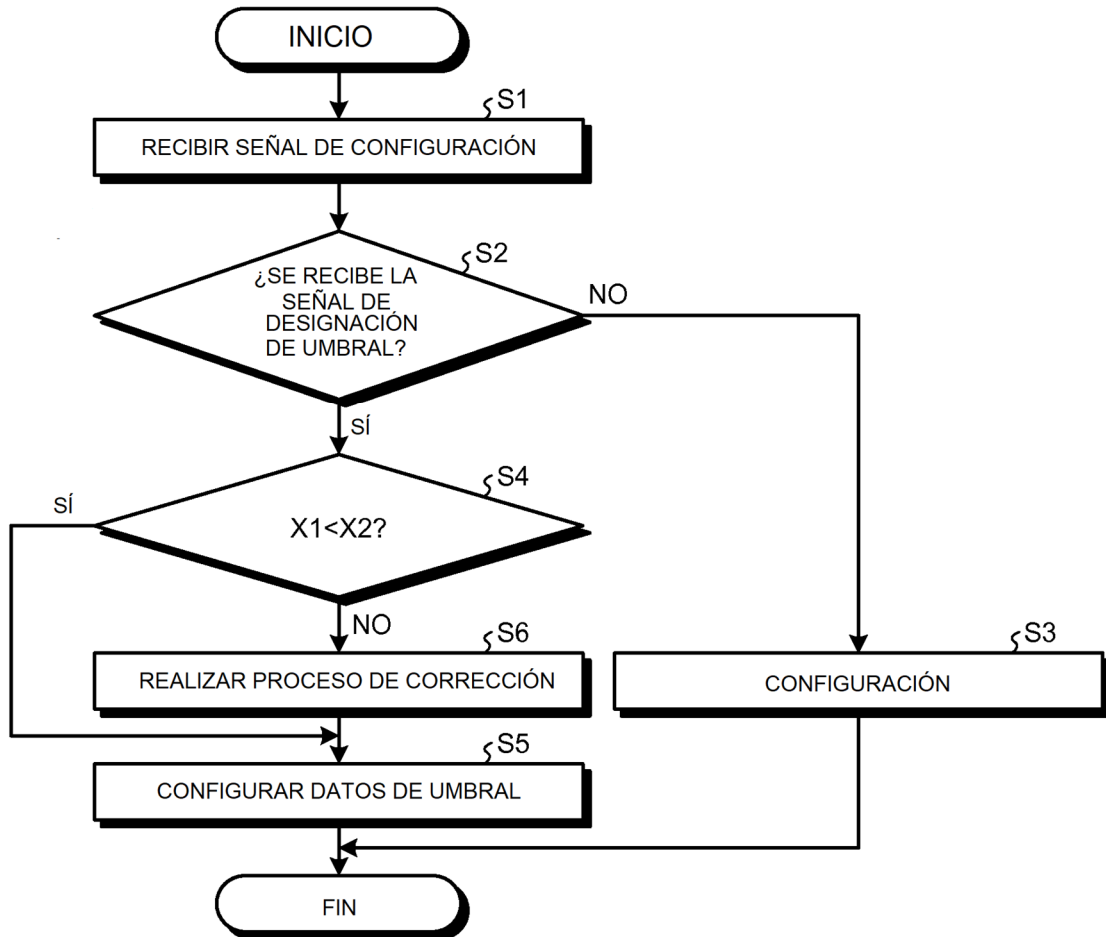 INICIO
S1
RECIBIR SEÑAL DE CONFIGURACIÓN
S2
¿SE RECIBE LA
SEÑAL DE
DESIGNACIÓN
DE UMBRAL?
NO
SÍ
S4
SÍ
X1<X2?
NO
S6
REALIZAR PROCESO DE CORRECCIÓN
S3
CONFIGURACIÓN
S5
CONFIGURAR DATOS DE UMBRAL
FIN